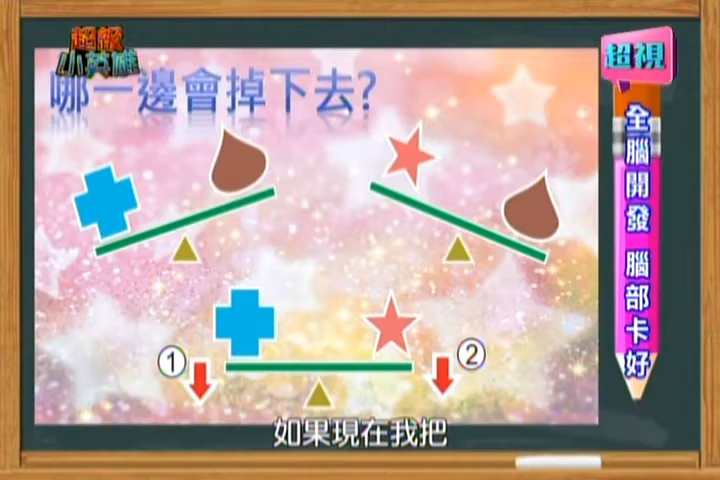 超級
小英雄
哪一邊會掉下去?
超視
全腦開發 腦部卡好
①
②
如果現在我把